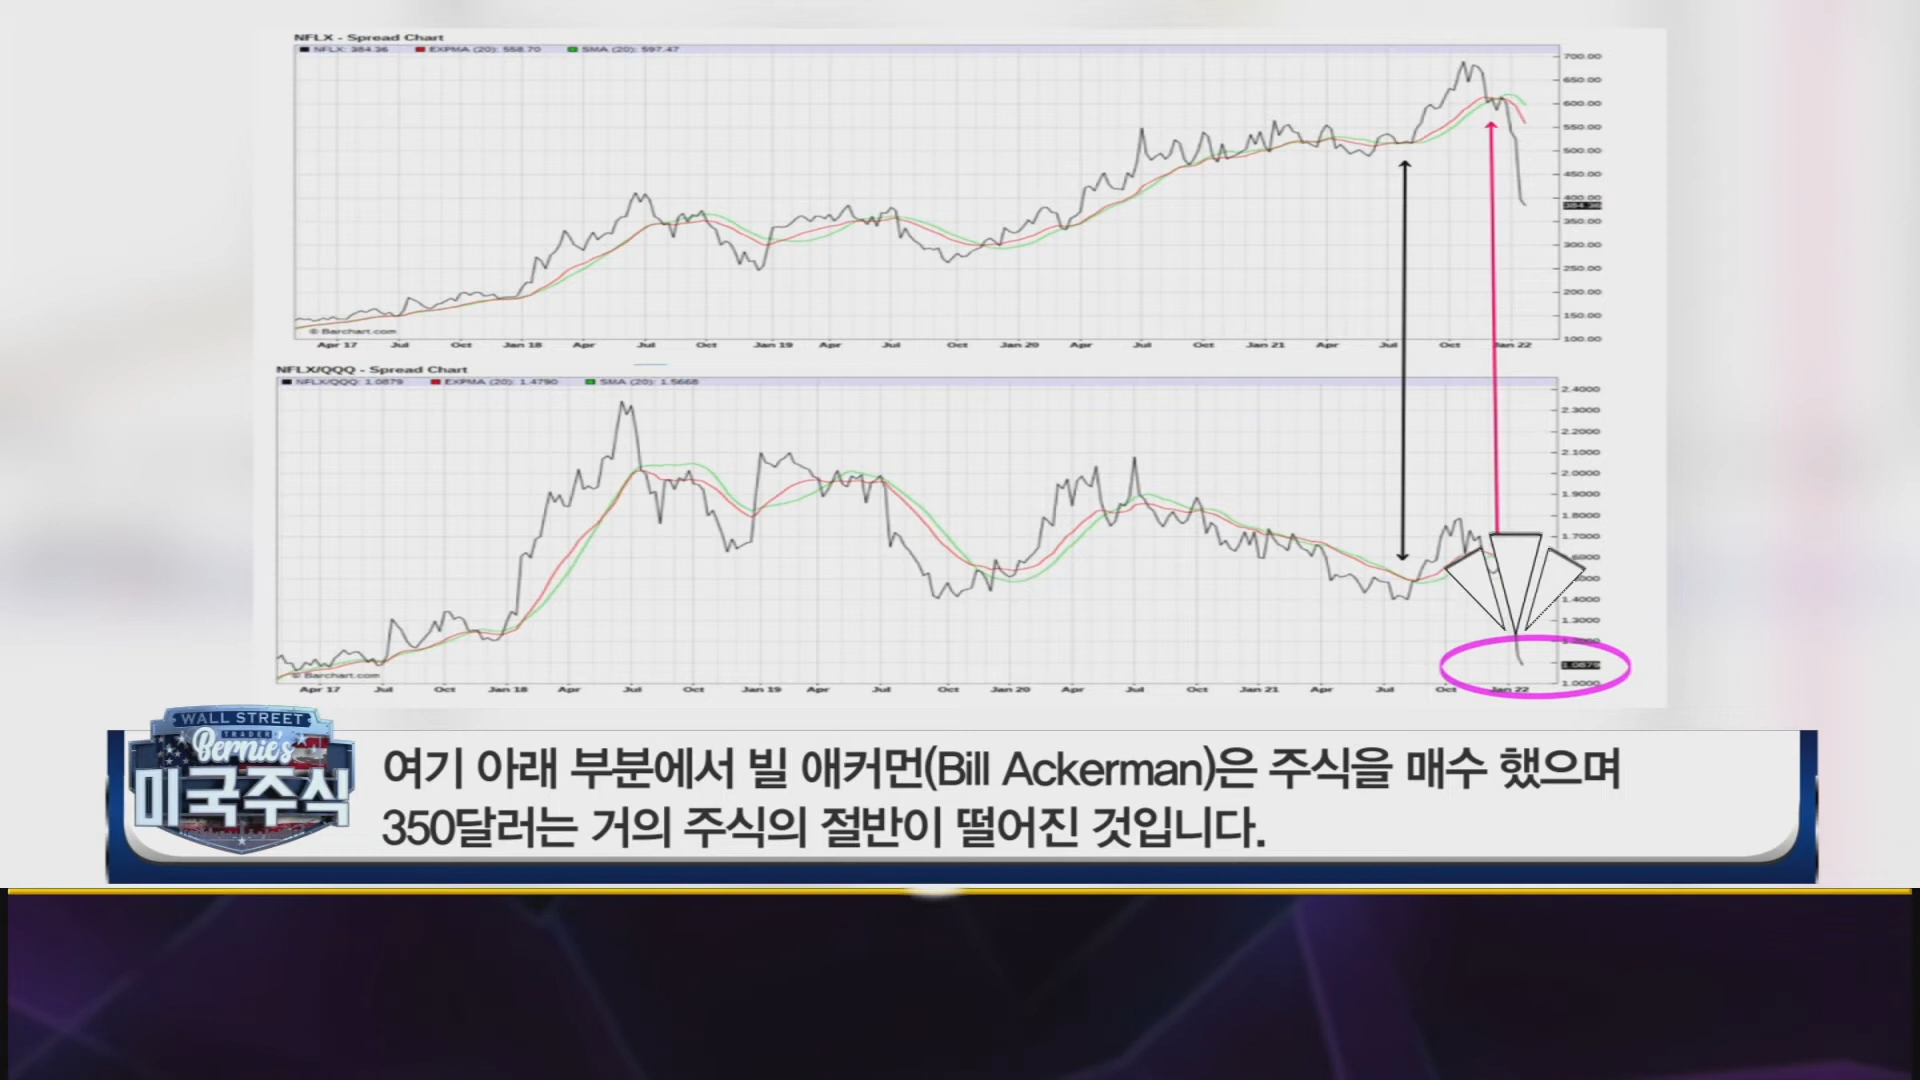 NFLX - Spread Chart
NFLX: 384.36 EXPMA (20): 558.70 SMA (20): 597.47
700.00
650.00
600.00
550.00
500.00
450.00
400.00
384.36
350.00
300.00
250.00
200.00
150.00
100.00
© Barchart.com
Apr 17 Jul Oct Jan 18 Apr Jul Oct Jan 19 Apr Jul Oct Jan 20 Apr Jul Oct Jan 21 Apr Jul Oct Jan 22
NFLX/QQQ - Spread Chart
NFLX/QQQ: 1.0879 EXPMA (20): 1.4790 SMA (20): 1.5668
2.4000
2.3000
2.2000
2.1000
2.0000
1.9000
1.8000
1.7000
1.4000
1.3000
1.0879
1.0000
© Barchart.com
Apr 17 Jul Oct Jan 18 Apr Jul Oct Jan 19 Apr Jul Oct Jan 20 Apr Jul Oct Jan 21 Apr Jul Oct Jan 22
WALL STREET
TRADER
Bernie's
미국주식
여기 아래 부분에서 빌 애커먼(Bill Ackerman)은 주식을 매수 했으며
350달러는 거의 주식의 절반이 떨어진 것입니다.